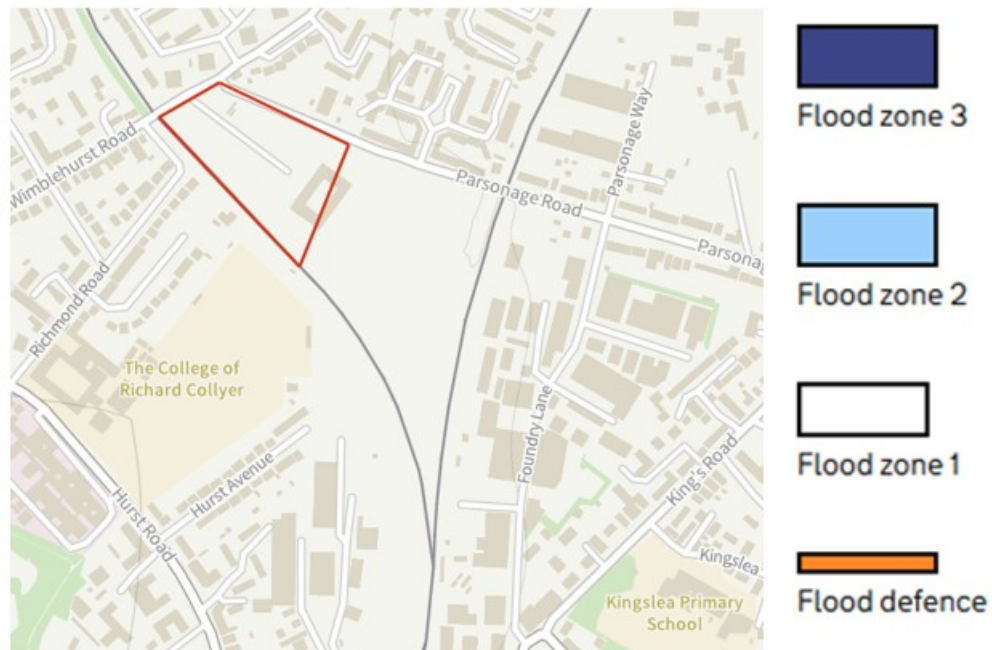 Wimblehurst Road
Parsonage Way
Parsonage Road
Richmond Road
The College of
Richard Collyer
Foundry Lane
Hurst Avenue
King's Road
Hurst Road
Kingslea Primary
School
Flood zone 3
Flood zone 2
Flood zone 1
Flood defence
Parsona
Kingslea